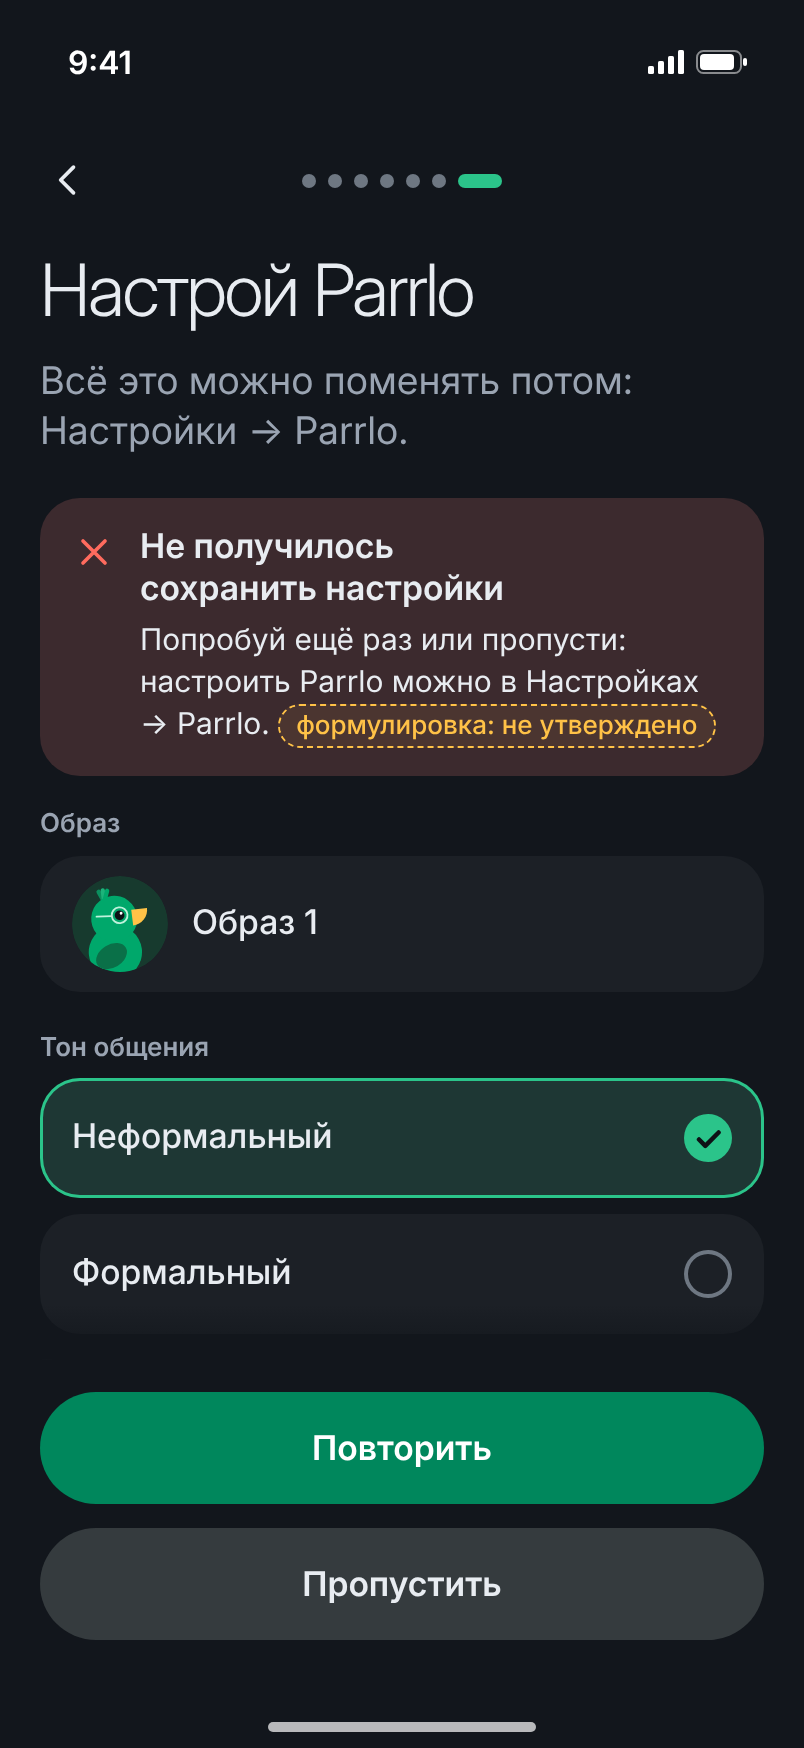 9:41
Настрой Parrlo
Всё это можно поменять потом:
Настройки → Parrlo.
Не получилось
сохранить настройки
Попробуй ещё раз или пропусти:
настроить Parrlo можно в Настройках
→ Parrlo. формулировка: не утверждено
Образ
Образ 1
Тон общения
Неформальный
Формальный
Повторить
Пропустить